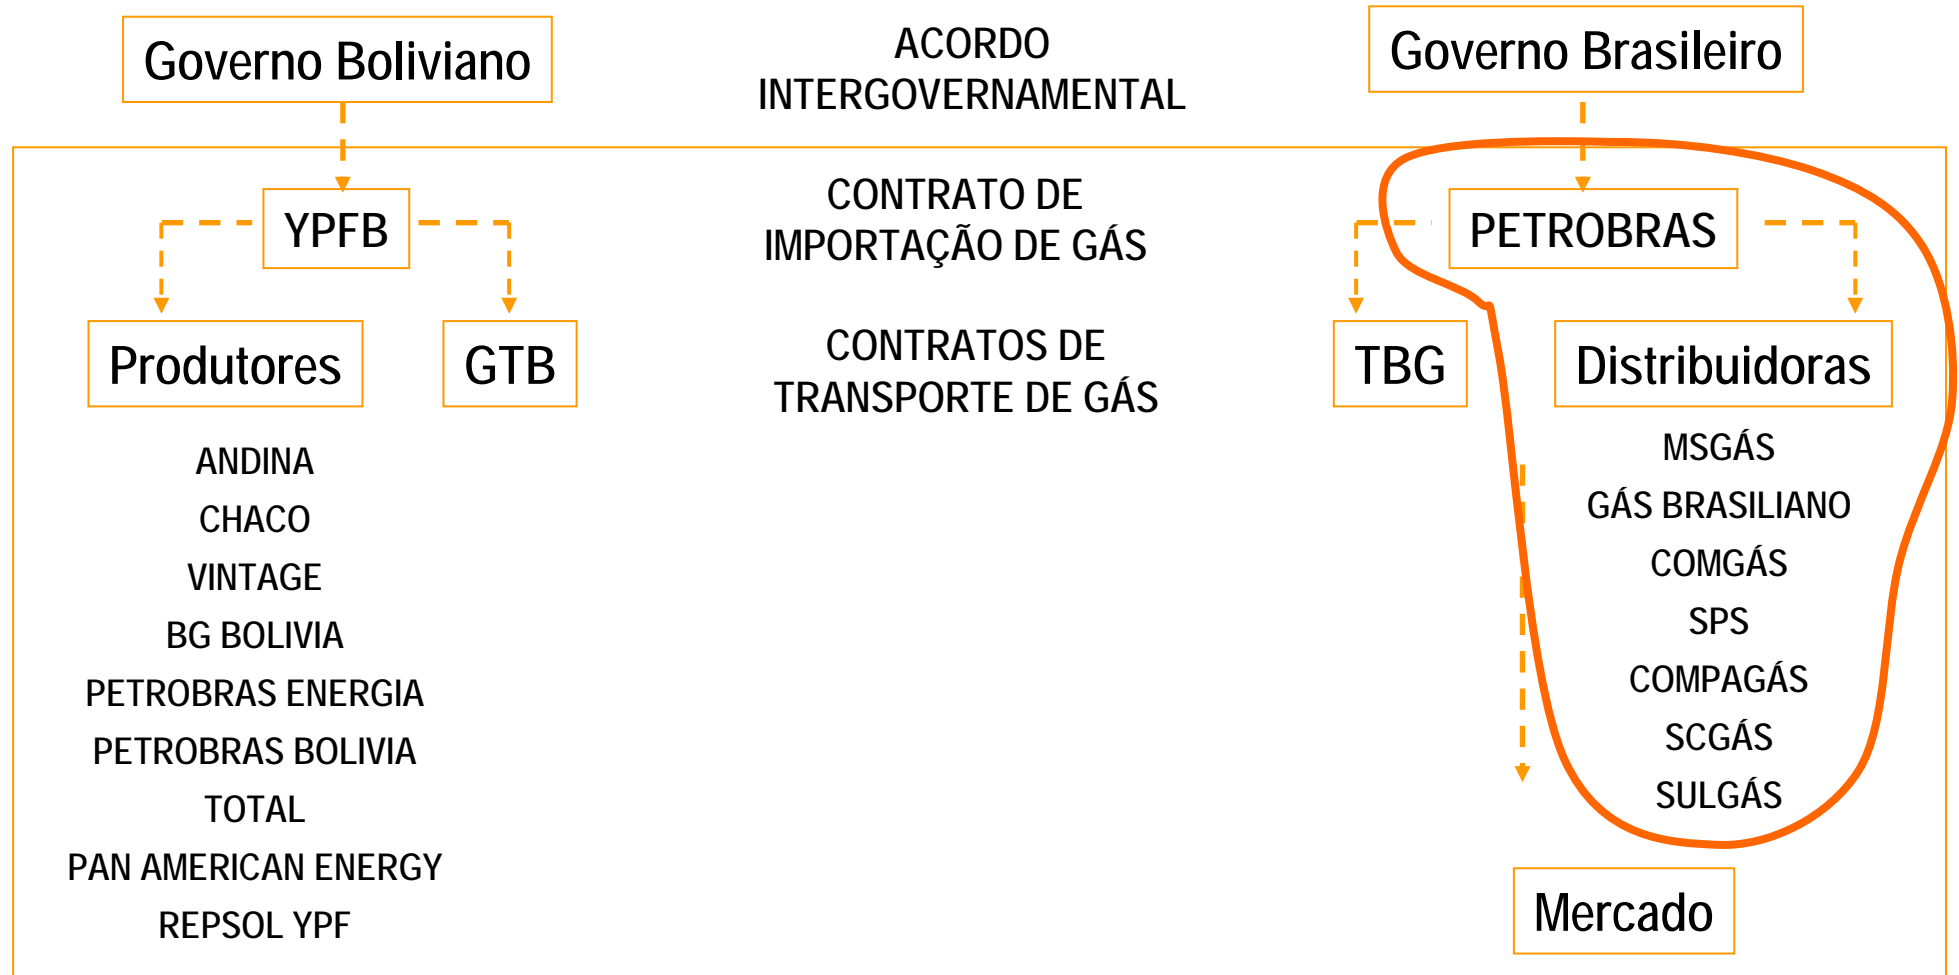 Governo Boliviano
ACORDO
INTERGOVERNAMENTAL
Governo Brasileiro
YPFB
CONTRATO DE
IMPORTAÇÃO DE GÁS
PETROBRAS
Produtores
GTB
CONTRATOS DE
TRANSPORTE DE GÁS
TBG
Distribuidoras
ANDINA
CHACO
VINTAGE
BG BOLIVIA
PETROBRAS ENERGIA
PETROBRAS BOLIVIA
TOTAL
PAN AMERICAN ENERGY
REPSOL YPF
MSGÁS
GÁS BRASILIANO
COMGÁS
SPS
COMPAGÁS
SCGÁS
SULGÁS
Mercado